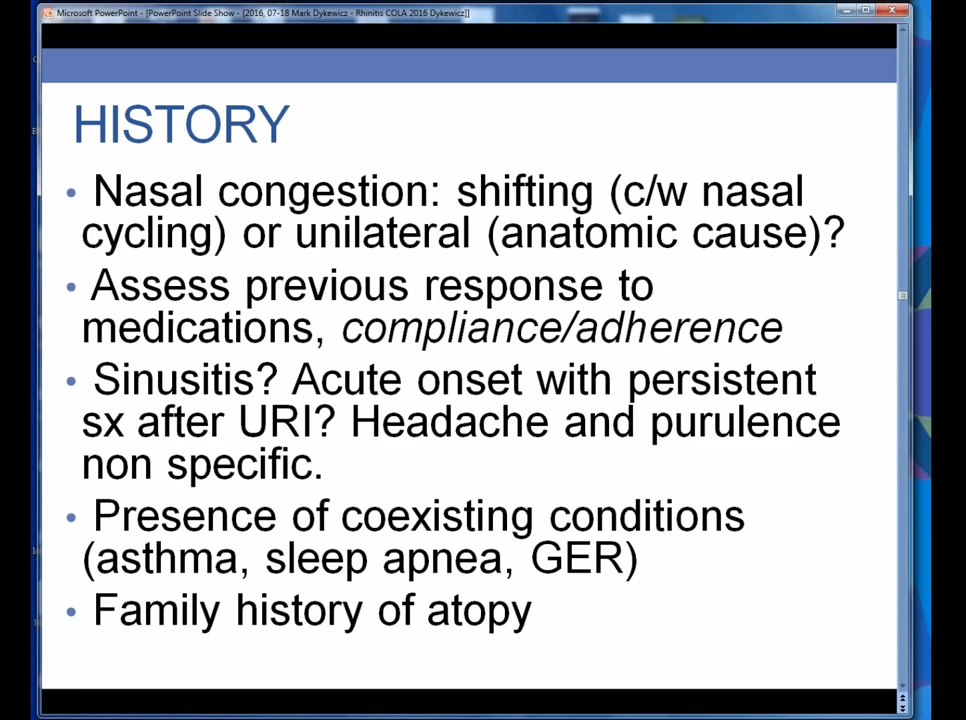 Microsoft PowerPoint - [PowerPoint Slide Show - [2016, 07-18 Mark Dykewicz - Rhinitis COLA 2016 Dykewicz]]
HISTORY
• Nasal congestion: shifting (c/w nasal
cycling) or unilateral (anatomic cause)?
• Assess previous response to
medications, compliance/adherence
• Sinusitis? Acute onset with persistent
sx after URI? Headache and purulence
non specific.
• Presence of coexisting conditions
(asthma, sleep apnea, GER)
• Family history of atopy